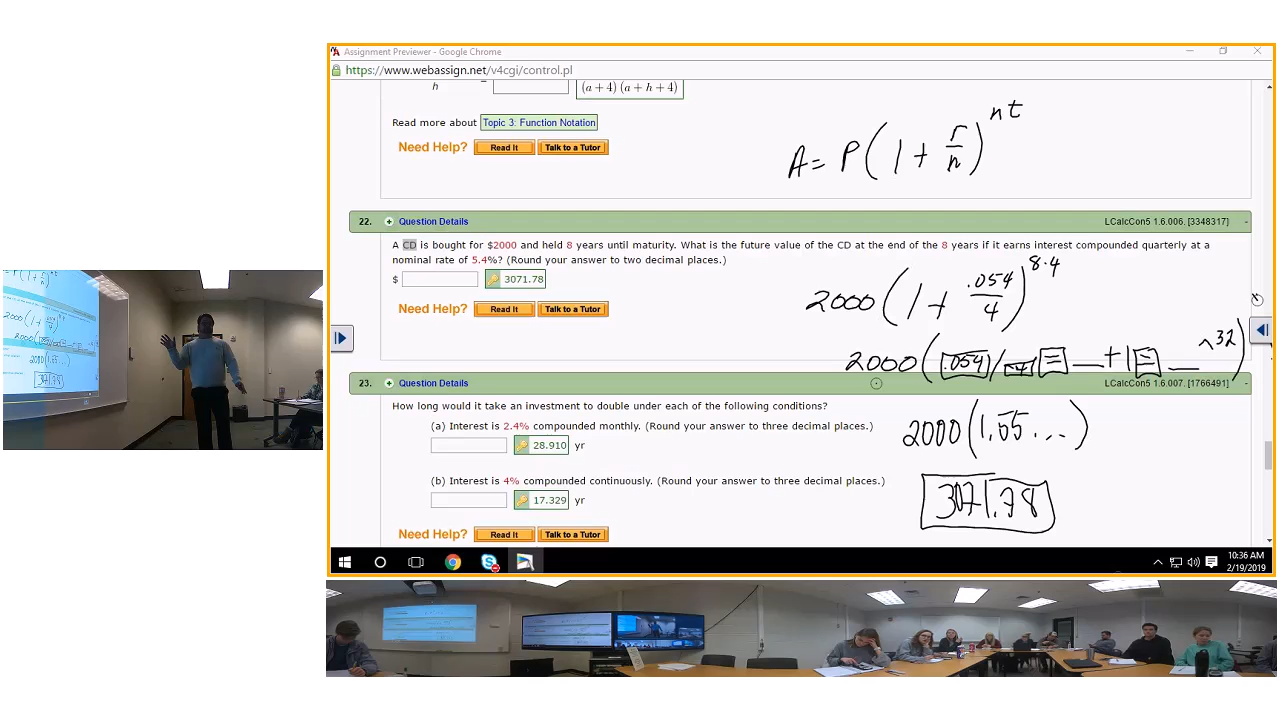 Assignment Previewer - Google Chrome
https://www.webassign.net/v4cgi/control.pl
h
=
(a + 4) (a + h + 4)
Read more about Topic 3: Function Notation
Need Help? Read It Talk to a Tutor
A = P(1 + r/n)^nt
22. + Question Details LCalcCon5 1.6.006. [3348317] -
A CD is bought for $2000 and held 8 years until maturity. What is the future value of the CD at the end of the 8 years if it earns interest compounded quarterly at a
nominal rate of 5.4%? (Round your answer to two decimal places.)
$ 3071.78
2000(1 + .054/4)^8·4
Need Help? Read It Talk to a Tutor
2000(.054/4 = +1 = ^32)
23. + Question Details LCalcCon5 1.6.007. [1766491] -
How long would it take an investment to double under each of the following conditions?
(a) Interest is 2.4% compounded monthly. (Round your answer to three decimal places.)
28.910 yr
2000(1.55...)
(b) Interest is 4% compounded continuously. (Round your answer to three decimal places.)
17.329 yr
3071.78
Need Help? Read It Talk to a Tutor
10:36 AM
2/19/2019